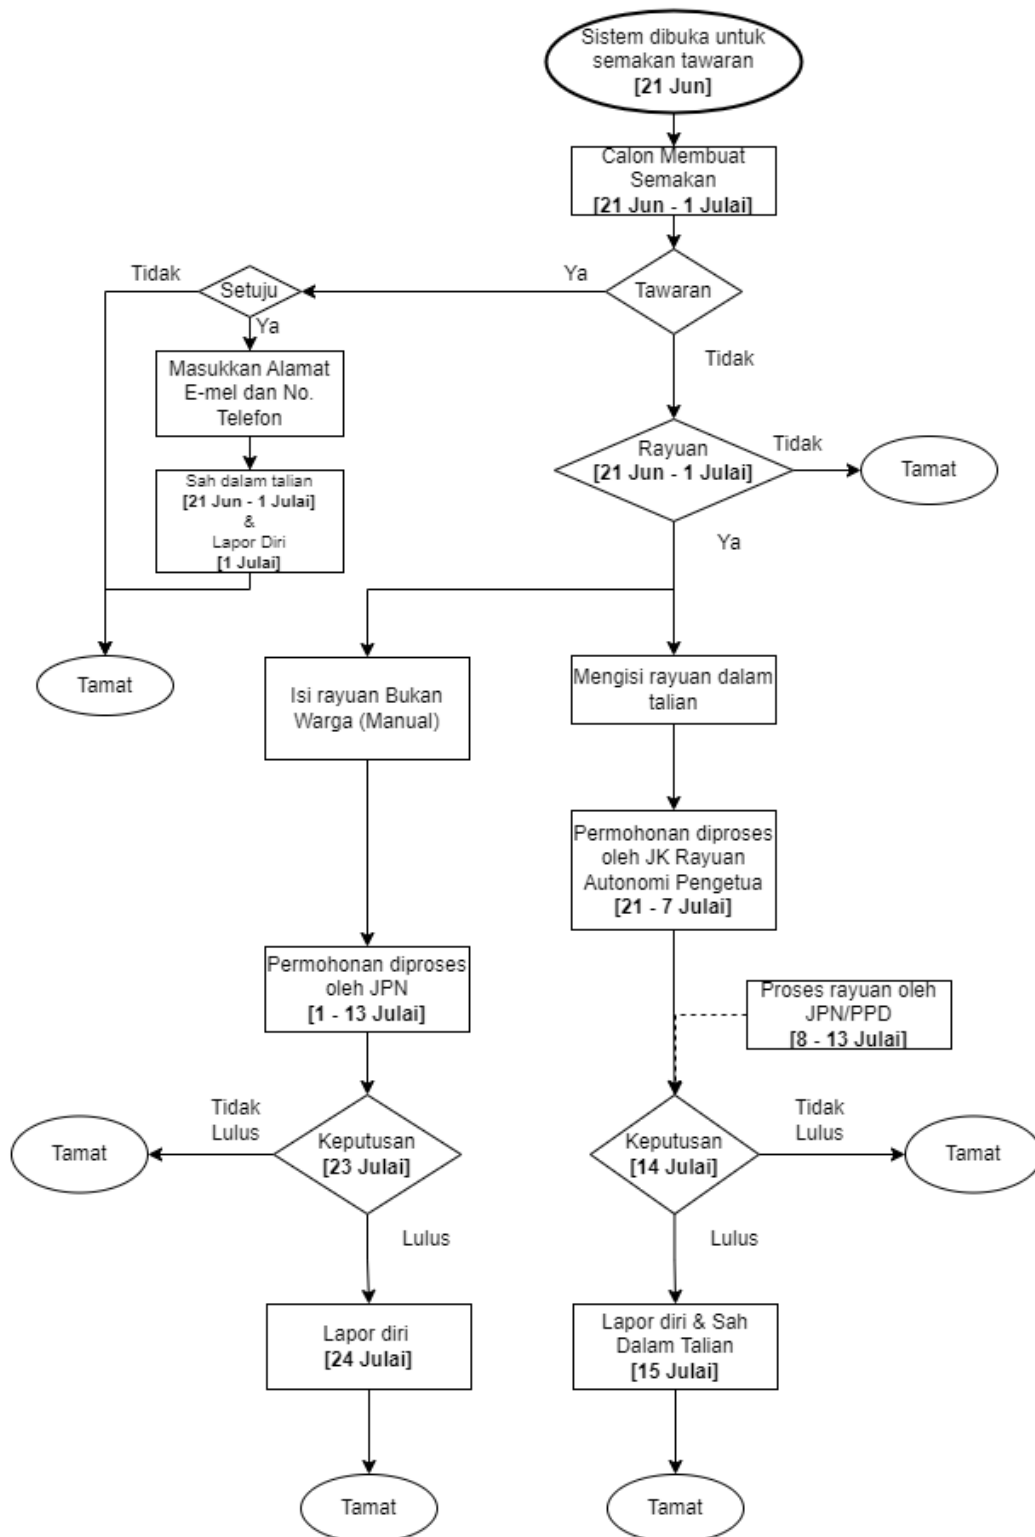 Sistem dibuka untuk
semakan tawaran
[21 Jun]
Calon Membuat
Semakan
[21 Jun - 1 Julai]
Tawaran
Ya
Tidak
Setuju
Tidak
Ya
Masukkan Alamat
E-mel dan No.
Telefon
Sah dalam talian
[21 Jun - 1 Julai]
&
Lapor Diri
[1 Julai]
Tamat
Rayuan
[21 Jun - 1 Julai]
Tidak
Tamat
Ya
Isi rayuan Bukan
Warga (Manual)
Mengisi rayuan dalam
talian
Permohonan diproses
oleh JK Rayuan
Autonomi Pengetua
[21 - 7 Julai]
Permohonan diproses
oleh JPN
[1 - 13 Julai]
Proses rayuan oleh
JPN/PPD
[8 - 13 Julai]
Keputusan
[23 Julai]
Tidak
Lulus
Tamat
Lulus
Keputusan
[14 Julai]
Tidak
Lulus
Tamat
Lulus
Lapor diri
[24 Julai]
Lapor diri & Sah
Dalam Talian
[15 Julai]
Tamat
Tamat